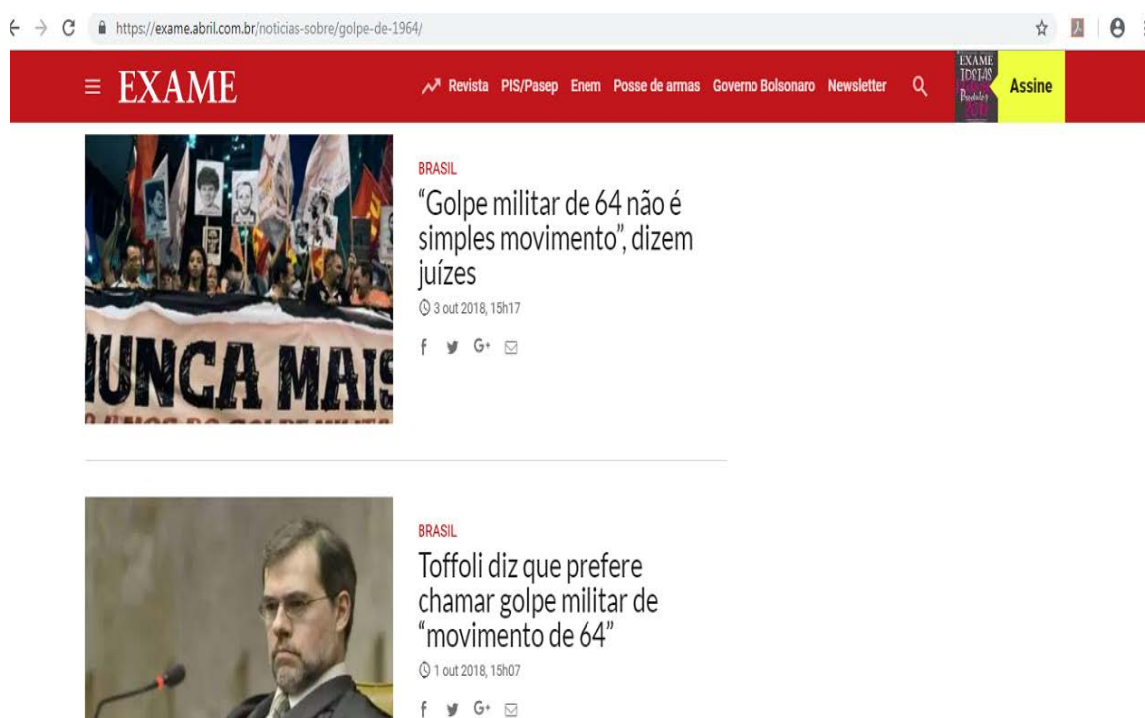 https://exame.abril.com.br/noticias-sobre/golpe-de-1964/
EXAME
Revista PIS/Pasep Enem Posse de armas Governo Bolsonaro Newsletter
EXAME
Assine
BRASIL
“Golpe militar de 64 não é
simples movimento”, dizem
juízes
3 out 2018, 15h17
f G+
NUNCA MAIS
BRASIL
Toffoli diz que prefere
chamar golpe militar de
“movimento de 64”
1 out 2018, 15h07
f G+